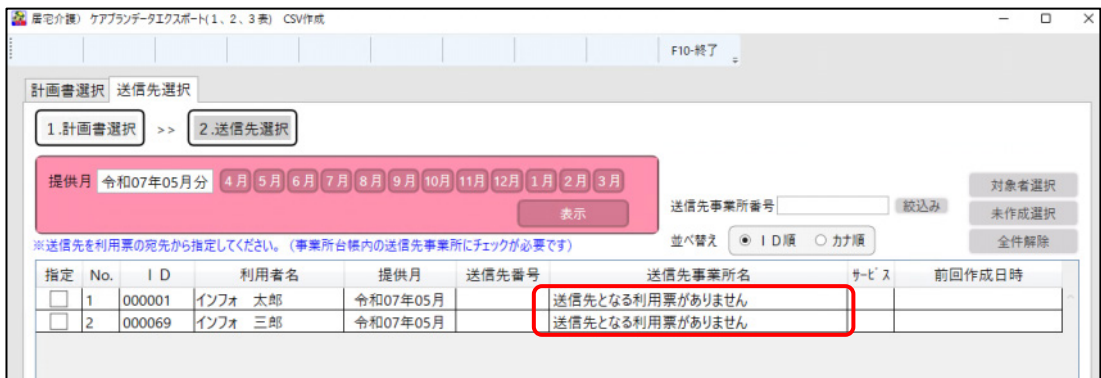 居宅介護) ケアプランデータエクスポート(1、2、3表) CSV作成
F10-終了
計画書選択 送信先選択
1.計画書選択 >> 2.送信先選択
提供月 令和07年05月分 4月 5月 6月 7月 8月 9月 10月 11月 12月 1月 2月 3月
表示
送信先事業所番号 絞込み
並べ替え ID順 カナ順
対象者選択
未作成選択
全件解除
※送信先を利用票の宛先から指定してください。(事業所台帳内の送信先事業所にチェックが必要です)
指定 No. ID 利用者名 提供月 送信先番号 送信先事業所名 サービス 前回作成日時
1 000001 インフォ 太郎 令和07年05月 送信先となる利用票がありません
2 000069 インフォ 三郎 令和07年05月 送信先となる利用票がありません